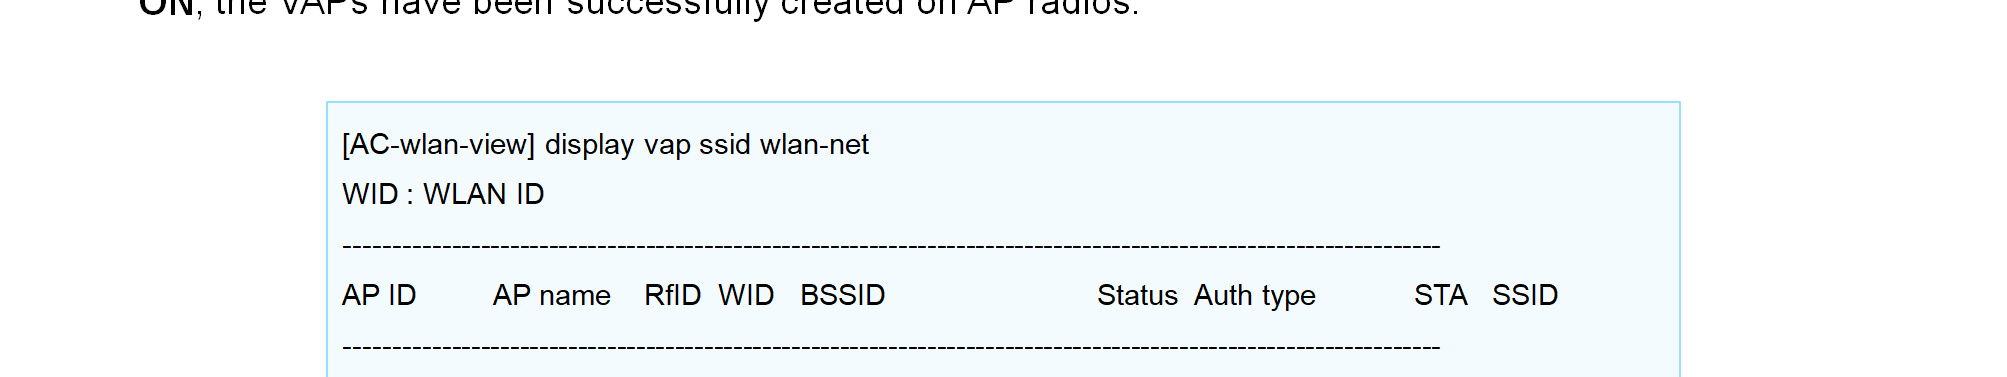 ON, the VAPs have been successfully created on AP radios.
[AC-wlan-view] display vap ssid wlan-net
WID : WLAN ID
--------------------------------------------------------------------------------------------------------------
AP ID AP name RfID WID BSSID Status Auth type STA SSID
--------------------------------------------------------------------------------------------------------------